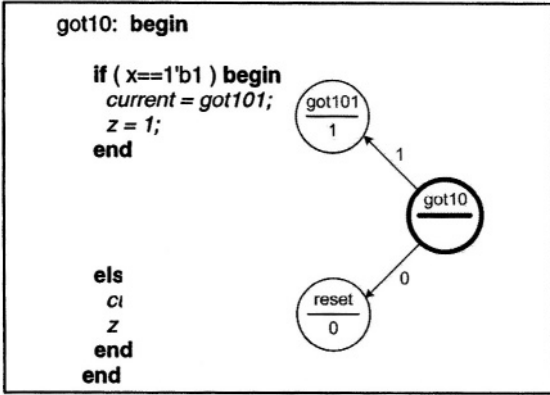 got10: begin
if ( x==1'b1 ) begin
current = got101;
z = 1;
end
got101
1
1
got10
0
reset
0
els
z
end
end